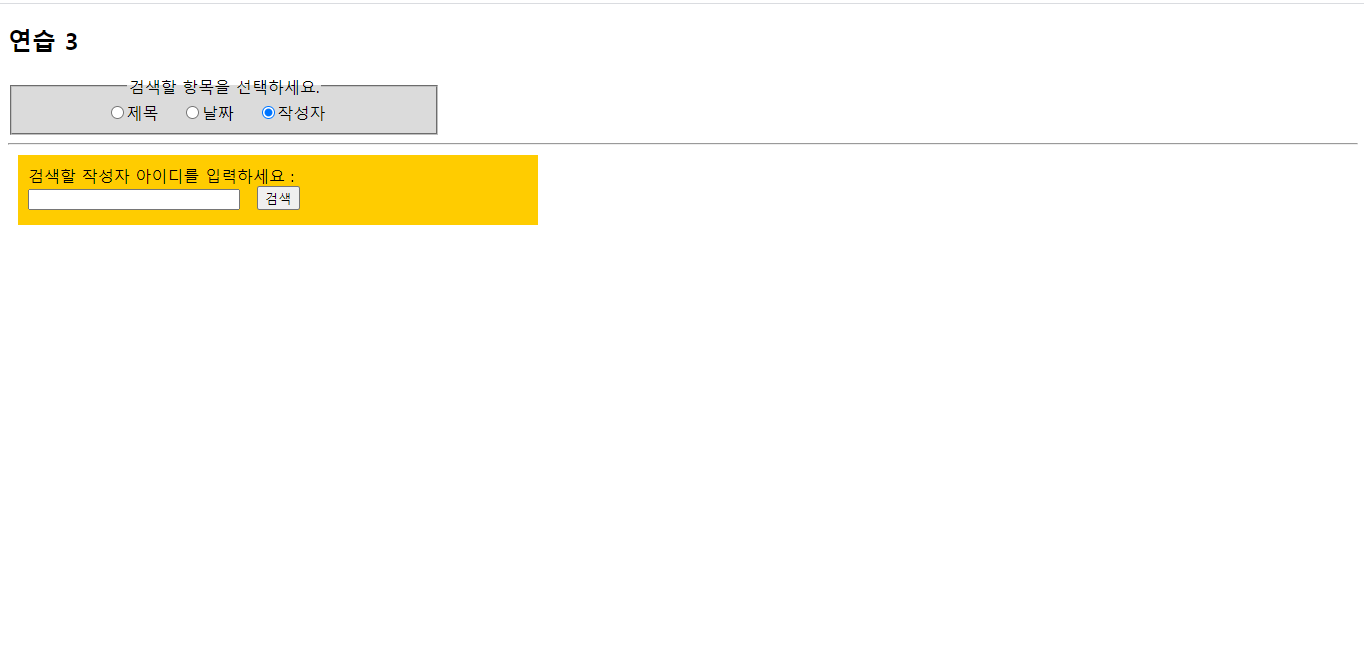 연습 3
검색할 항목을 선택하세요.
제목 날짜 작성자
검색할 작성자 아이디를 입력하세요 :
검색